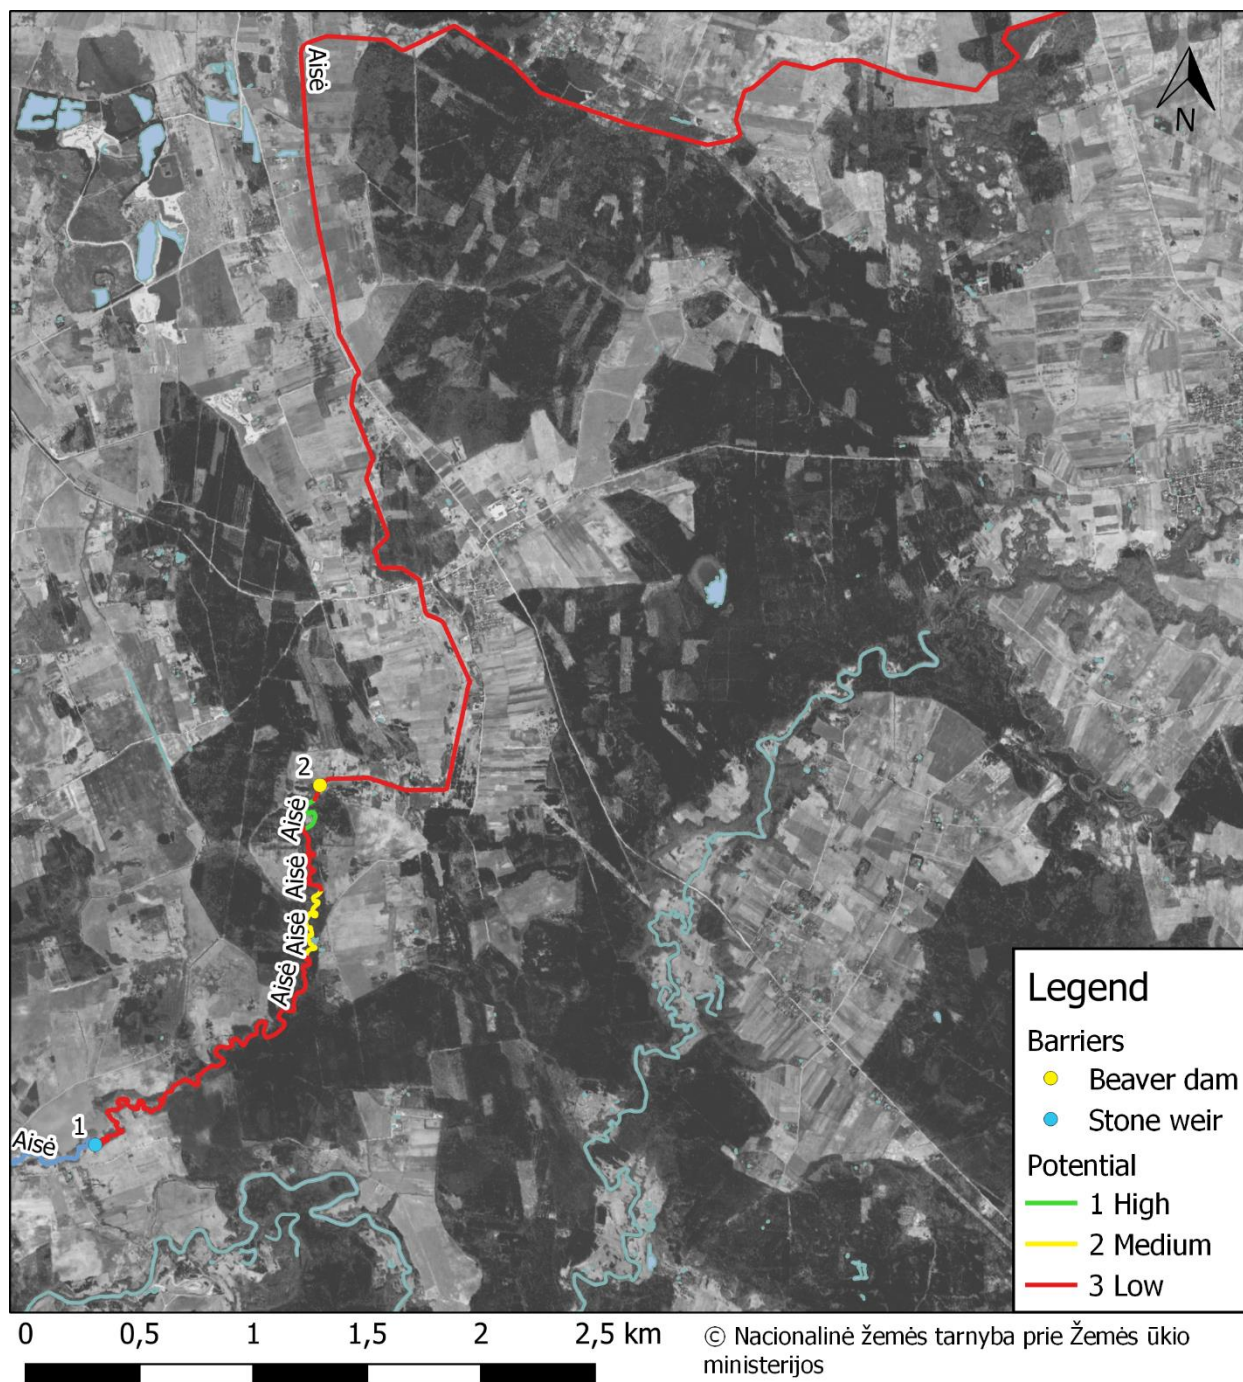 Aisė
N
2
Aisė
Aisė
Aisė
Aisė
1
Aisė
Legend
Barriers
Beaver dam
Stone weir
Potential
1 High
2 Medium
3 Low
0 0,5 1 1,5 2 2,5 km
© Nacionalinė žemės tarnyba prie Žemės ūkio
ministerijos